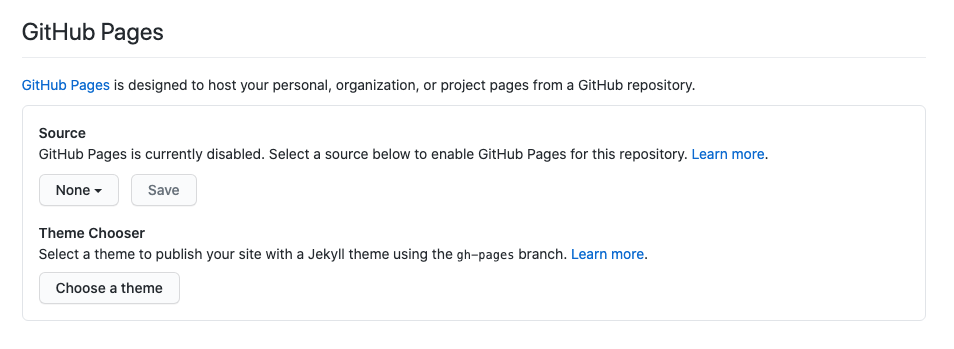 GitHub Pages
GitHub Pages is designed to host your personal, organization, or project pages from a GitHub repository.
Source
GitHub Pages is currently disabled. Select a source below to enable GitHub Pages for this repository. Learn more.
None Save
Theme Chooser
Select a theme to publish your site with a Jekyll theme using the gh-pages branch. Learn more.
Choose a theme